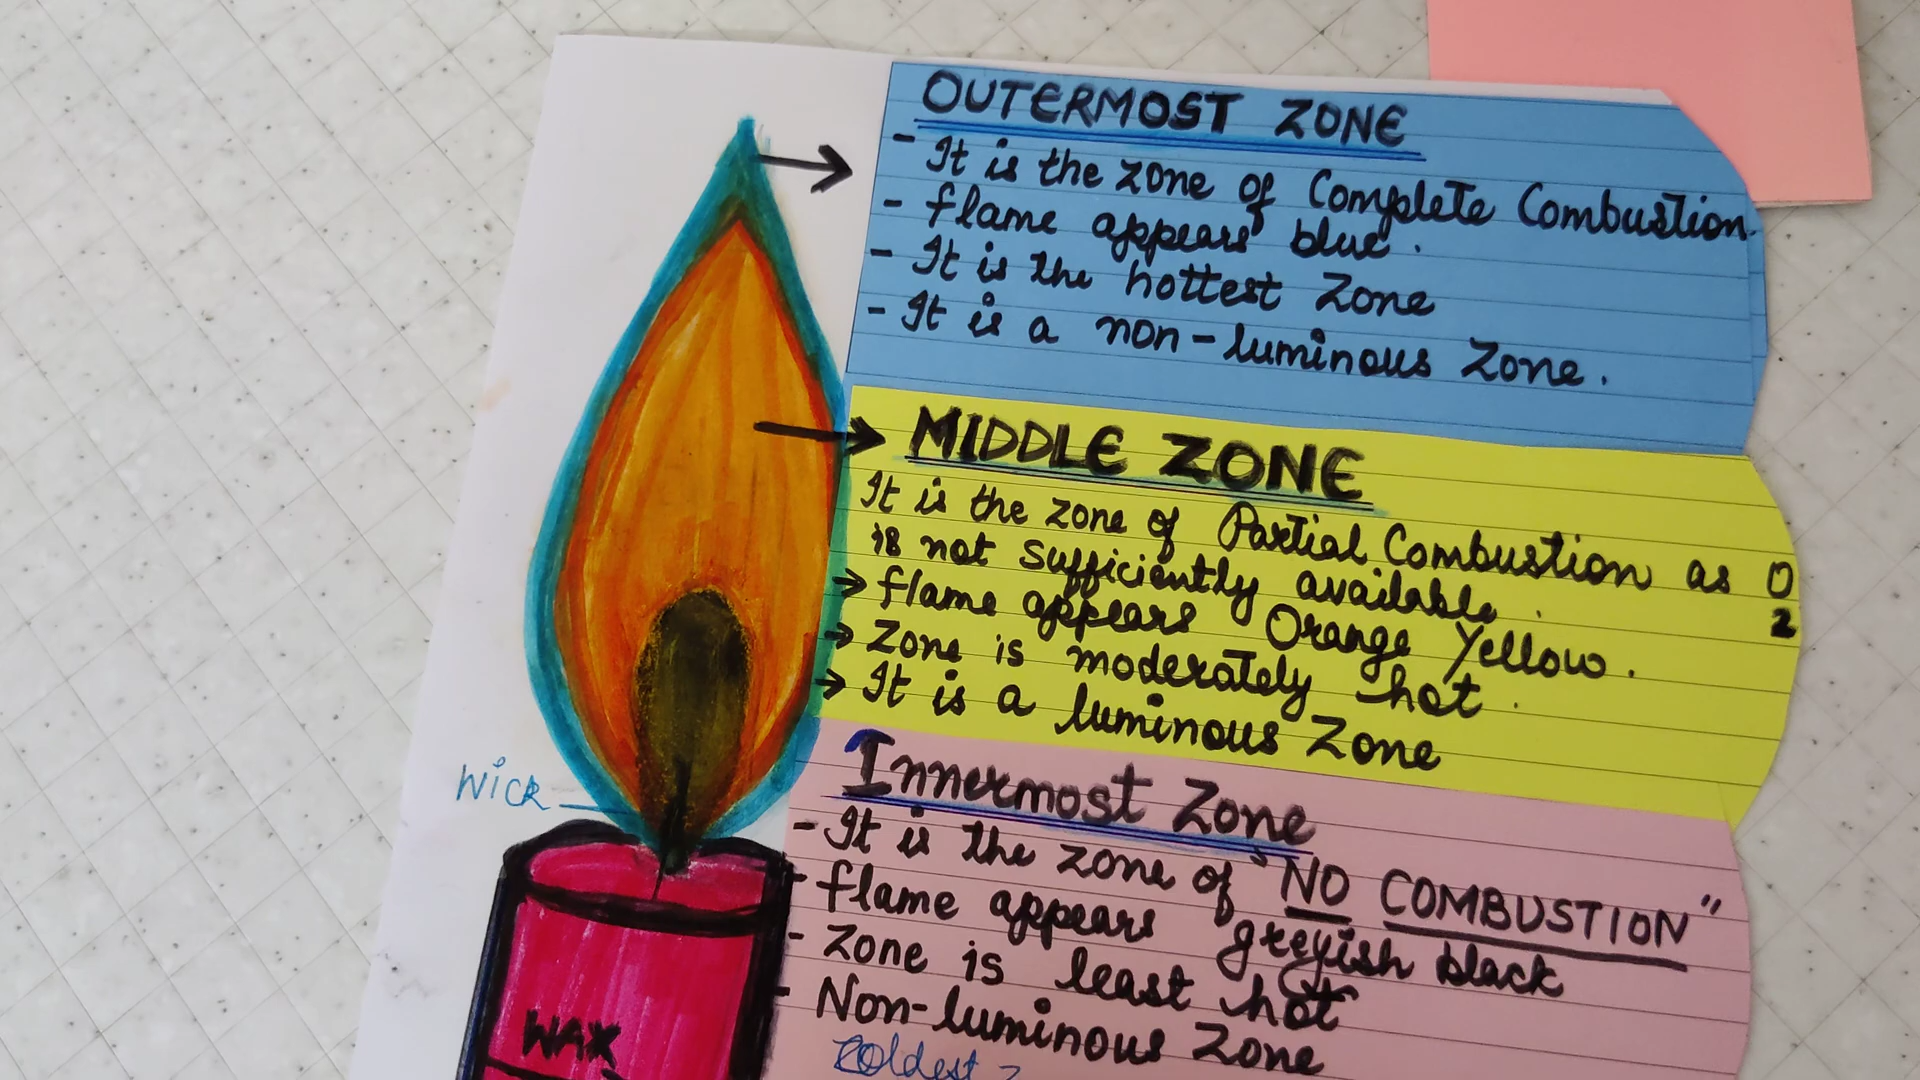 OUTERMOST ZONE
- It is the zone of Complete Combustion.
- flame appears blue.
- It is the hottest Zone
- It is a non-luminous Zone.
MIDDLE ZONE
It is the zone of Partial Combustion as O2
is not sufficiently available.
→ flame appears Orange Yellow.
→ Zone is moderately hot.
→ It is a luminous Zone
Innermost Zone
- It is the zone of "NO COMBUSTION"
- flame appears greyish black
- Zone is least hot
- Non-luminous Zone
Coldest
Wick
WAX